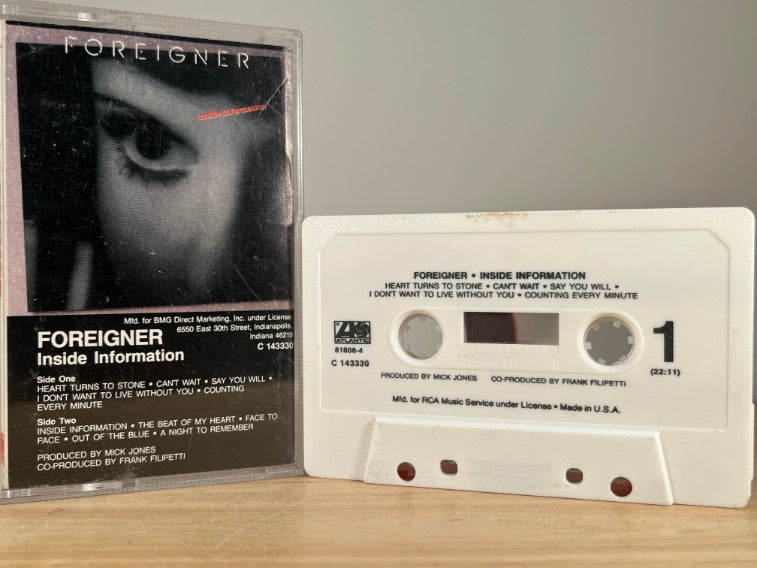 FOREIGNER
inside information
Mfd. for BMG Direct Marketing, Inc. under License
6550 East 30th Street, Indianapolis,
Indiana 46219
C 143330
FOREIGNER
Inside Information
Side One
HEART TURNS TO STONE • CAN'T WAIT • SAY YOU WILL •
I DON'T WANT TO LIVE WITHOUT YOU • COUNTING
EVERY MINUTE
Side Two
INSIDE INFORMATION • THE BEAT OF MY HEART • FACE TO
FACE • OUT OF THE BLUE • A NIGHT TO REMEMBER
PRODUCED BY MICK JONES
CO-PRODUCED BY FRANK FILIPETTI
FOREIGNER • INSIDE INFORMATION
HEART TURNS TO STONE • CAN'T WAIT • SAY YOU WILL •
I DON'T WANT TO LIVE WITHOUT YOU • COUNTING EVERY MINUTE
ATLANTIC
81808-4
C 143330
100 50 0
1
(22:11)
PRODUCED BY MICK JONES CO-PRODUCED BY FRANK FILIPETTI
Mfd. for RCA Music Service under License • Made in U.S.A.